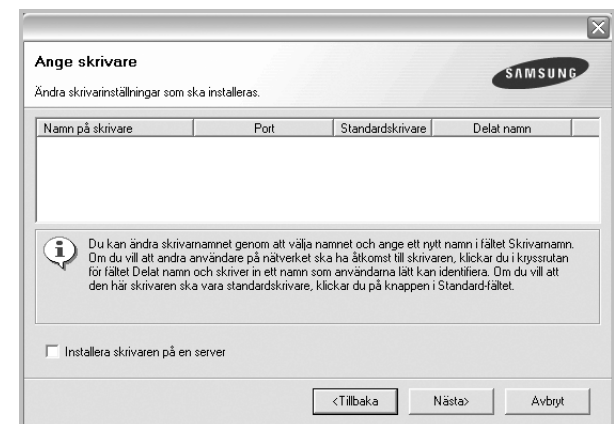 Ange skrivare
SAMSUNG
Ändra skrivarinställningar som ska installeras.
Namn på skrivare Port Standardskrivare Delat namn
Du kan ändra skrivarnamnet genom att välja namnet och ange ett nytt namn i fältet Skrivarnamn.
Om du vill att andra användare på nätverket ska ha åtkomst till skrivaren, klickar du i kryssrutan
för fältet Delat namn och skriver in ett namn som användarna lätt kan identifiera. Om du vill att
den här skrivaren ska vara standardskrivare, klickar du på knappen i Standard-fältet.
Installera skrivaren på en server
<Tillbaka Nästa> Avbryt